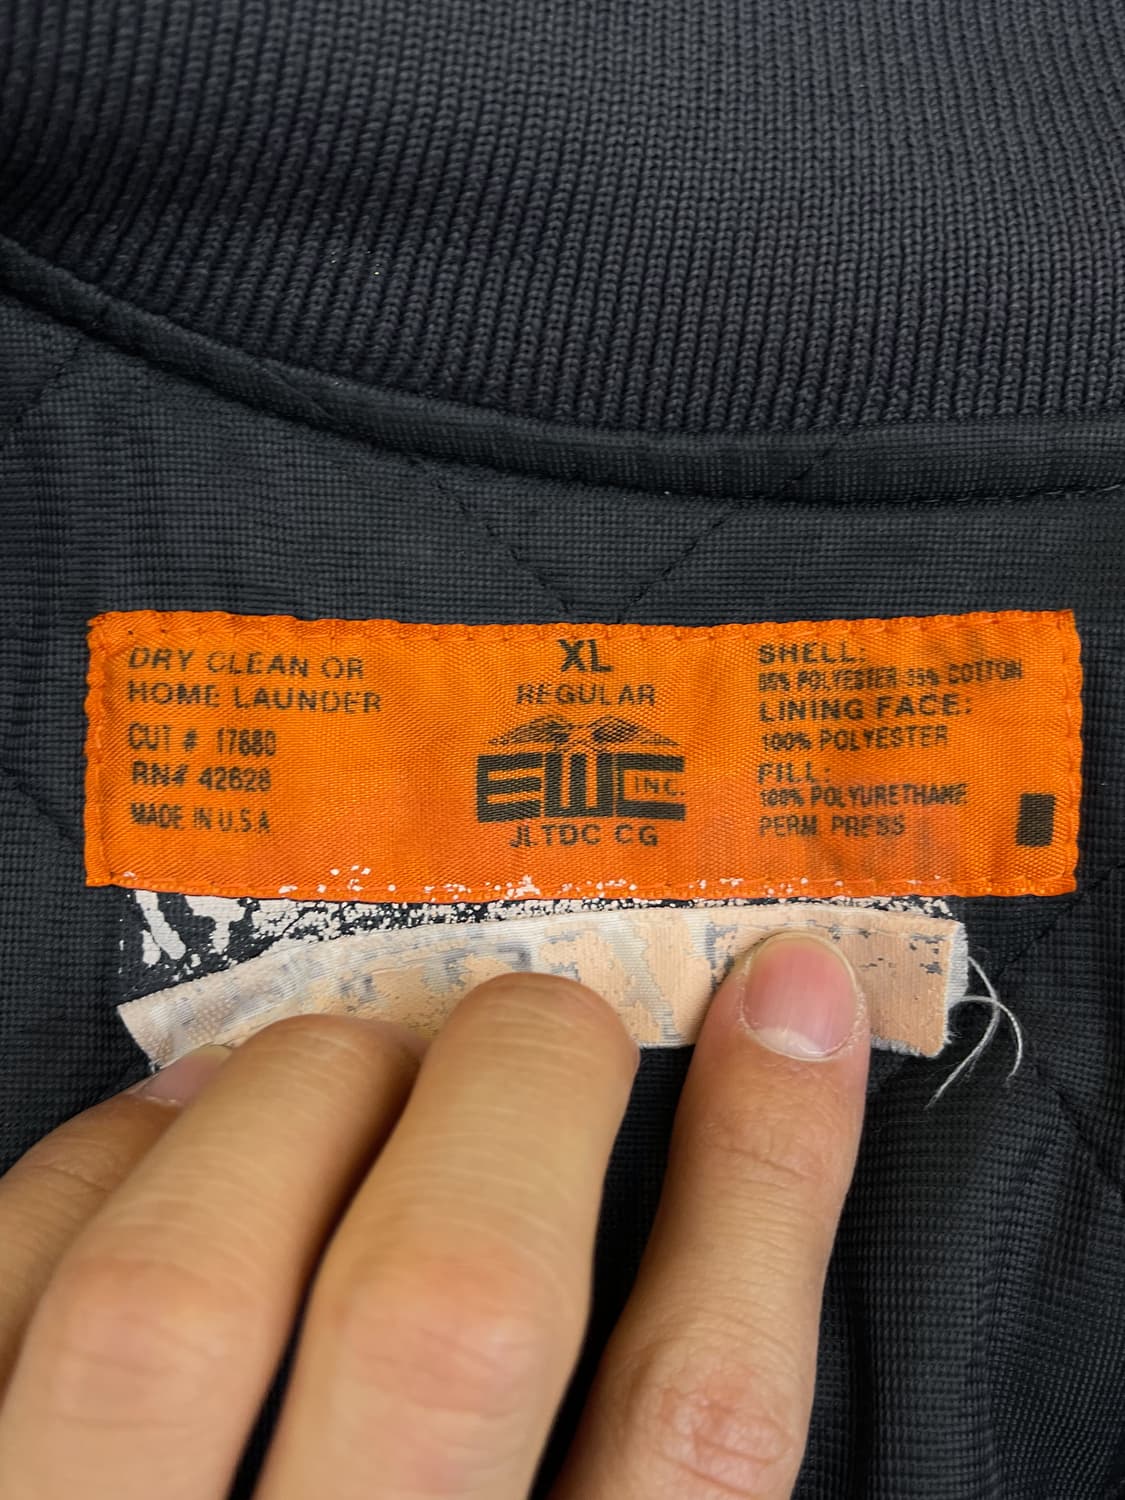 DRY CLEAN OR
HOME LAUNDER
CUT # 17680
RN# 42628
MADE IN U.S.A
XL
REGULAR
EWC INC.
JLTDC CG
SHELL:
65% POLYESTER 35% COTTON
LINING FACE:
100% POLYESTER
FILL:
100% POLYURETHANE
PERM PRESS